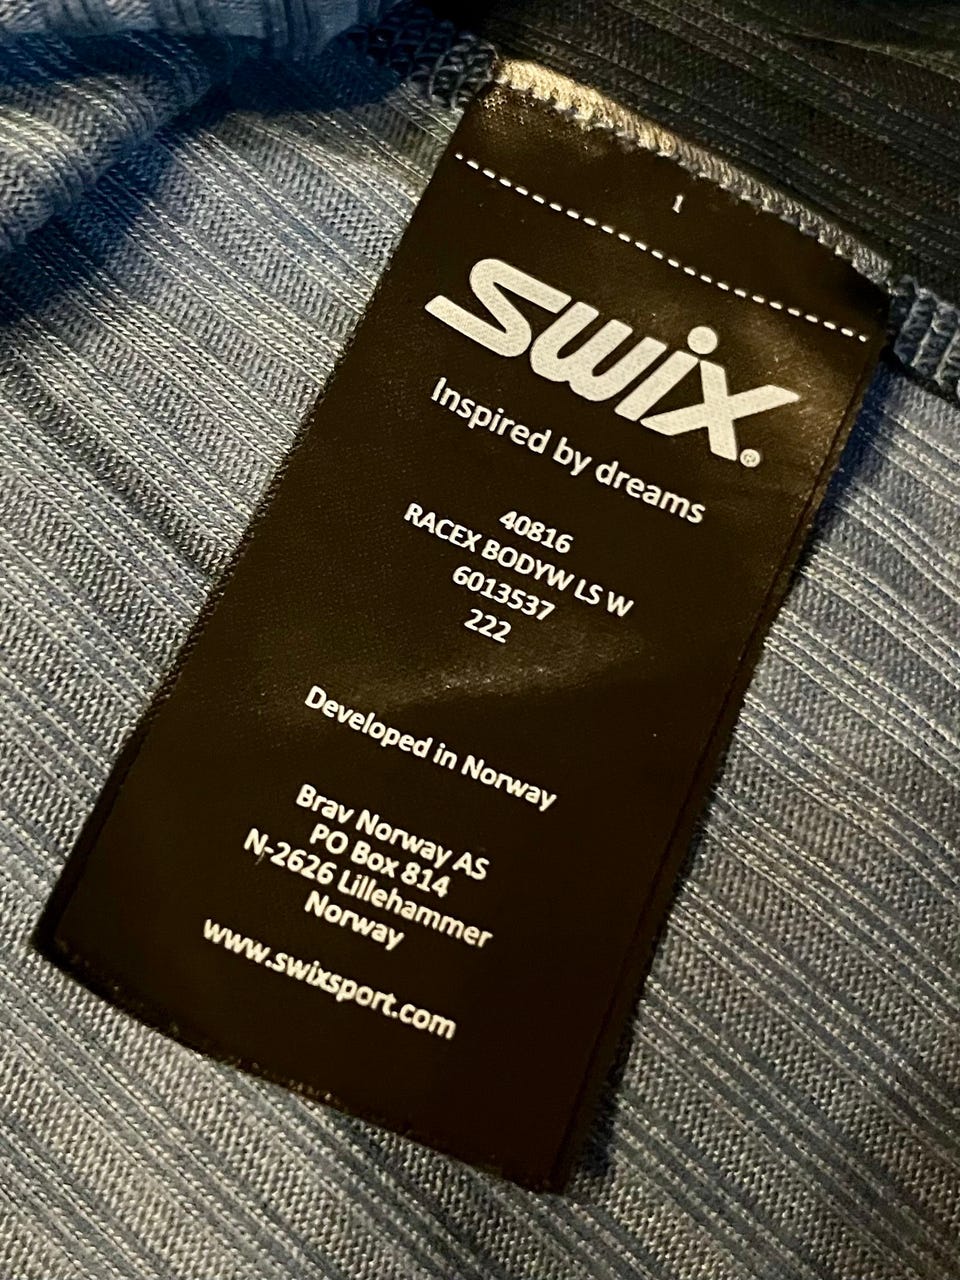 1
swix®
Inspired by dreams
40816
RACEX BODYW LS W
6013537
222
Developed in Norway
Brav Norway AS
PO Box 814
N-2626 Lillehammer
Norway
www.swixsport.com